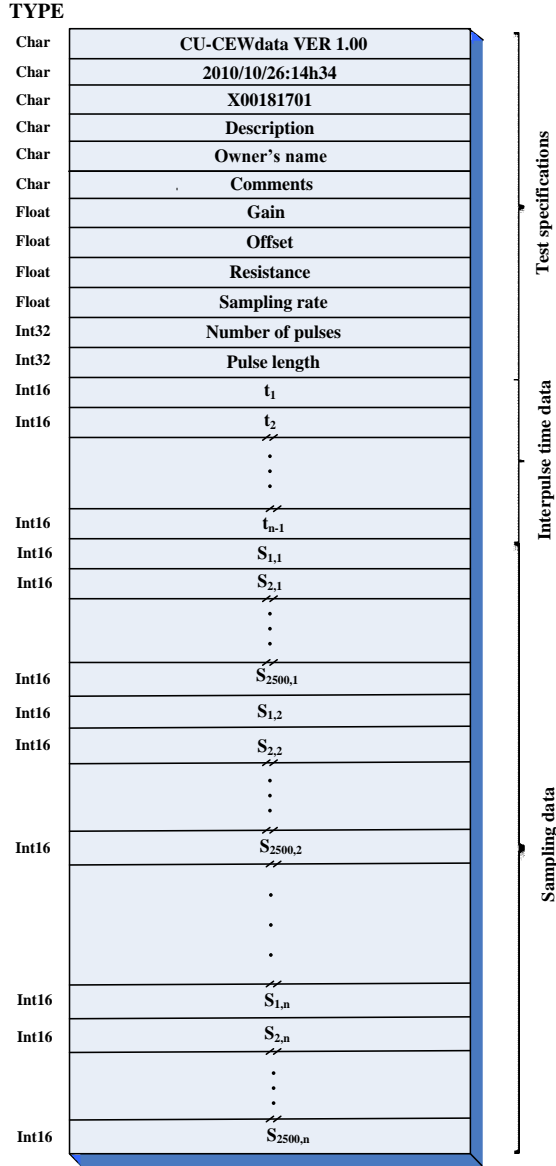 TYPE
Char CU-CEWdata VER 1.00
Char 2010/10/26:14h34
Char X00181701
Char Description
Char Owner's name
Char Comments
Float Gain
Float Offset
Float Resistance
Float Sampling rate
Int32 Number of pulses
Int32 Pulse length
Test specifications
Int16 t1
Int16 t2
Int16 tn-1
Interpulse time data
Int16 S1,1
Int16 S2,1
Int16 S2500,1
Int16 S1,2
Int16 S2,2
Int16 S2500,2
Int16 S1,n
Int16 S2,n
Int16 S2500,n
Sampling data